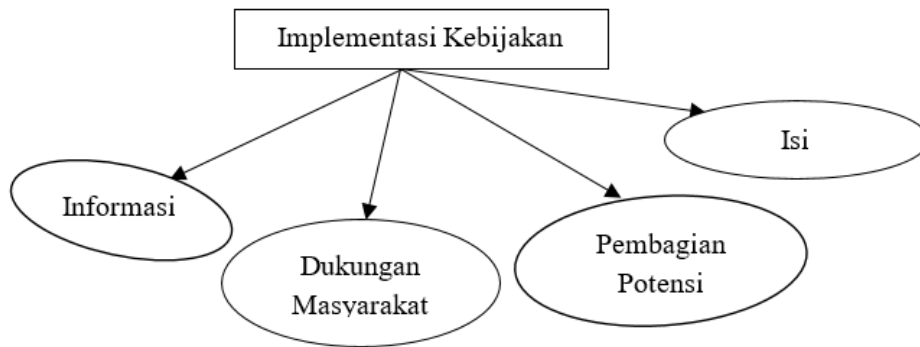 Implementasi Kebijakan
Isi
Informasi
Pembagian
Potensi
Dukungan
Masyarakat